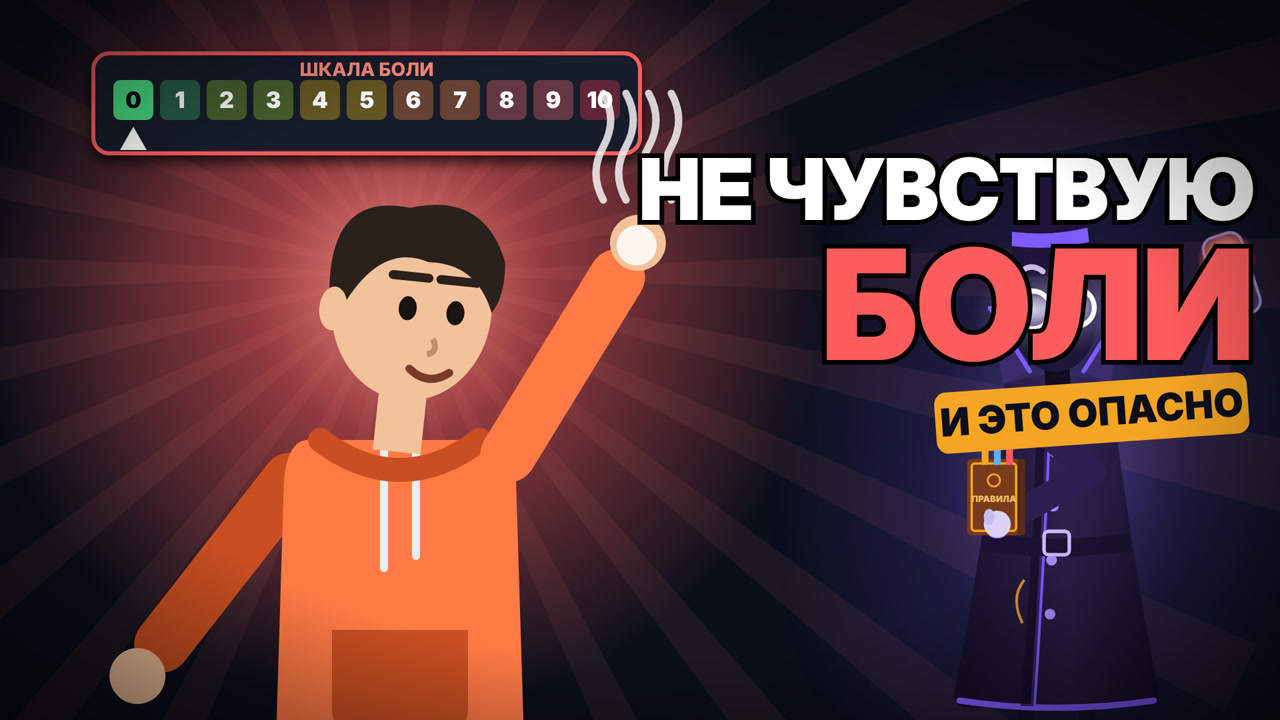 ШКАЛА БОЛИ
0 1 2 3 4 5 6 7 8 9 10
НЕ ЧУВСТВУЮ
БОЛИ
И ЭТО ОПАСНО
ПРАВИЛА